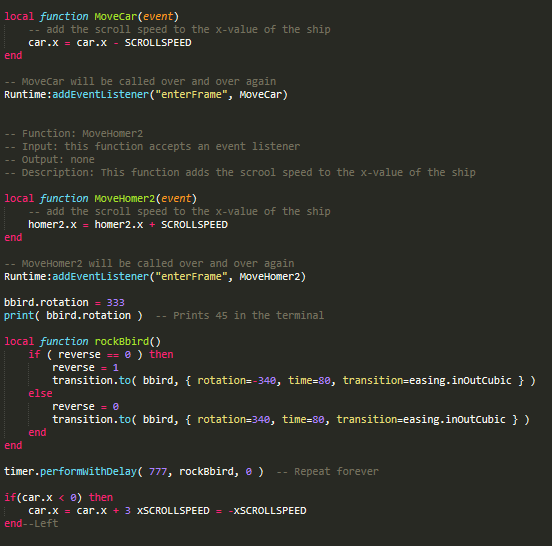 local function MoveCar(event)
    -- add the scroll speed to the x-value of the ship
    car.x = car.x - SCROLLSPEED
end
-- MoveCar will be called over and over again
Runtime:addEventListener("enterFrame", MoveCar)
-- Function: MoveHomer2
-- Input: this function accepts an event listener
-- Output: none
-- Description: This function adds the scrool speed to the x-value of the ship
local function MoveHomer2(event)
    -- add the scroll speed to the x-value of the ship
    homer2.x = homer2.x + SCROLLSPEED
end
-- MoveHomer2 will be called over and over again
Runtime:addEventListener("enterFrame", MoveHomer2)
bbird.rotation = 333
print( bbird.rotation )  -- Prints 45 in the terminal
local function rockBbird()
    if ( reverse == 0 ) then
        reverse = 1
        transition.to( bbird, { rotation=-340, time=80, transition=easing.inOutCubic } )
    else
        reverse = 0
        transition.to( bbird, { rotation=340, time=80, transition=easing.inOutCubic } )
    end
end
timer.performWithDelay( 777, rockBbird, 0 )  -- Repeat forever
if(car.x < 0) then
    car.x = car.x + 3 xSCROLLSPEED = -xSCROLLSPEED
end--Left